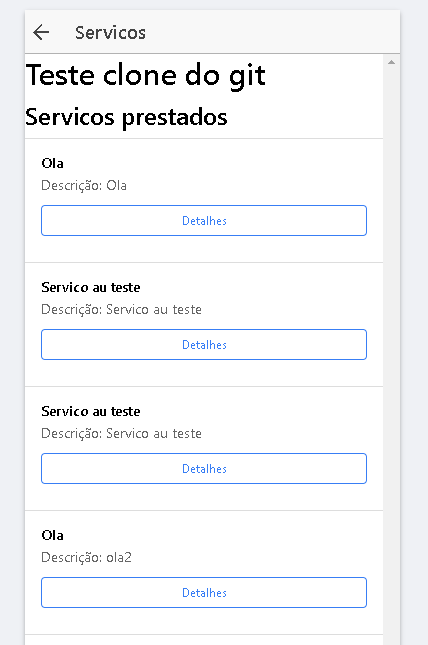 Servicos
Teste clone do git
Servicos prestados
Ola
Descrição: Ola
Detalhes
Servico au teste
Descrição: Servico au teste
Detalhes
Servico au teste
Descrição: Servico au teste
Detalhes
Ola
Descrição: ola2
Detalhes